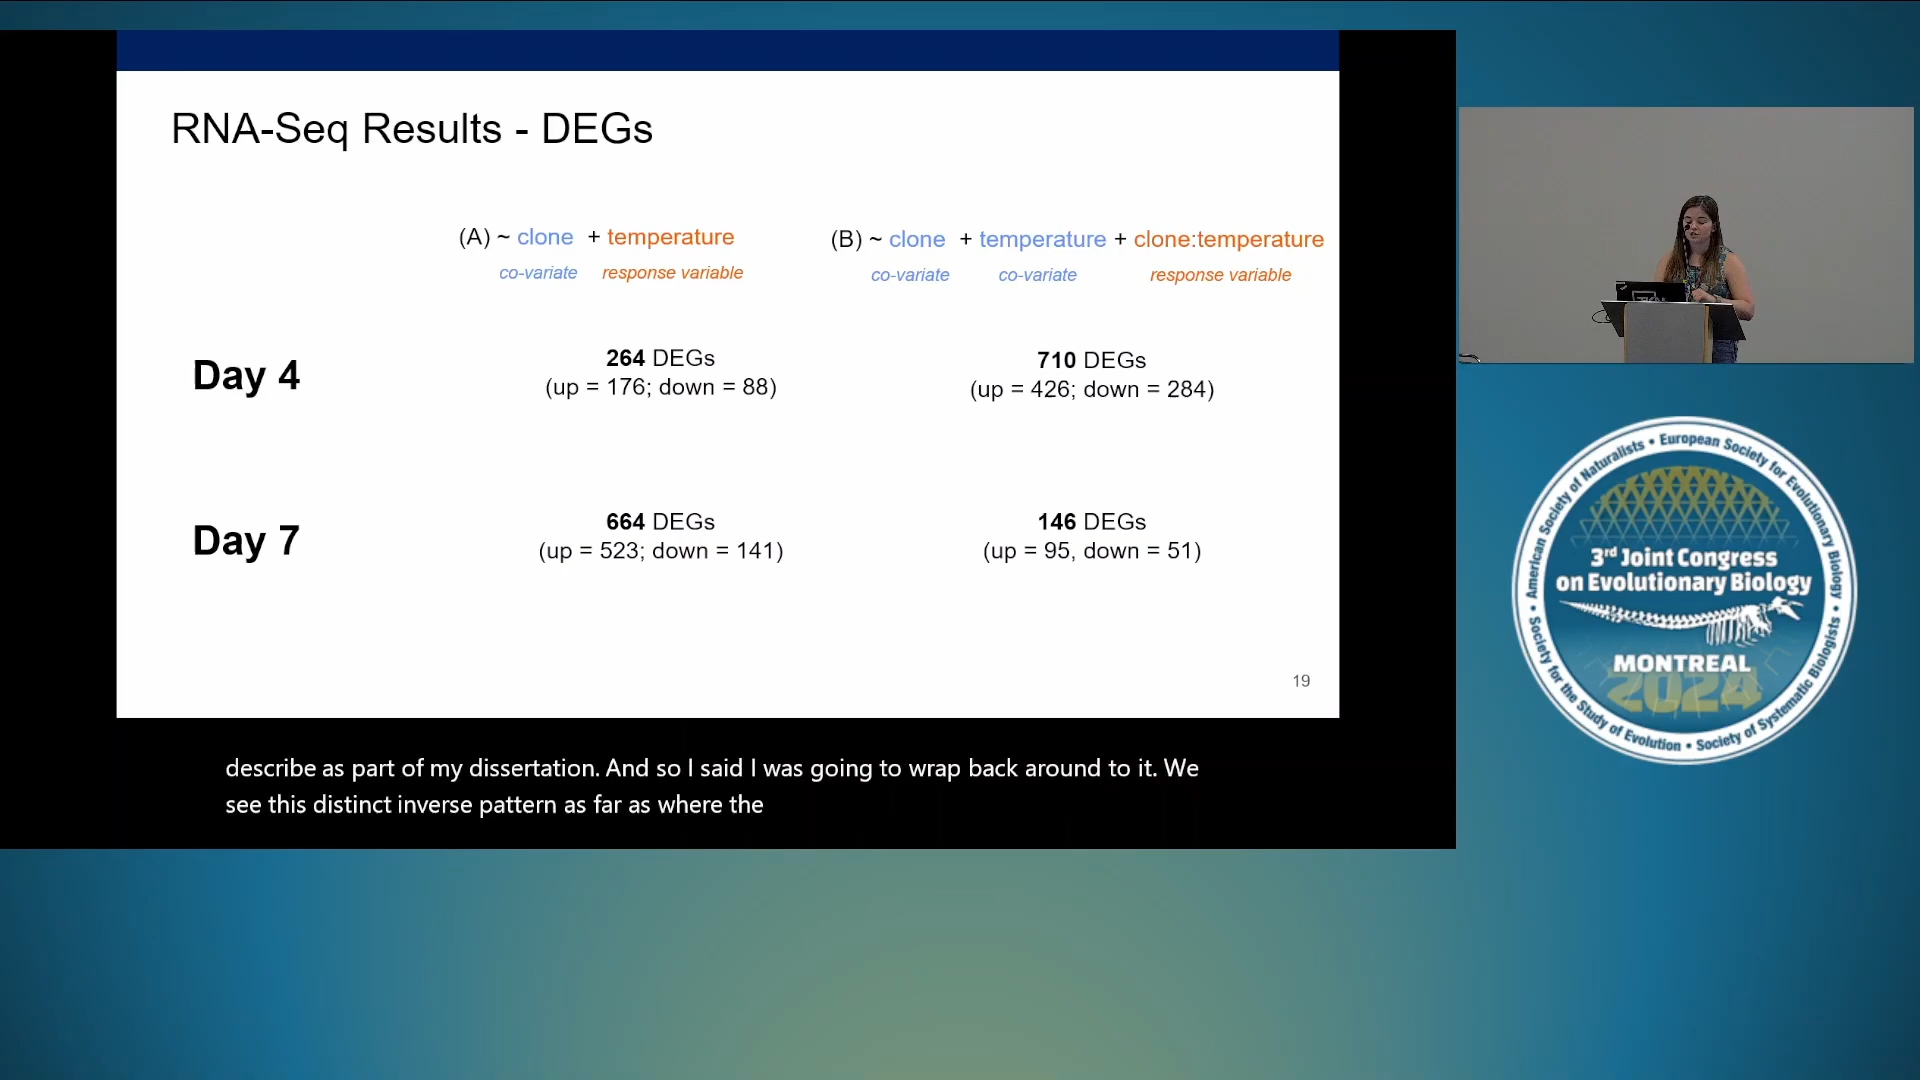 RNA-Seq Results - DEGs
(A) ~ clone + temperature
co-variate response variable
(B) ~ clone + temperature + clone:temperature
co-variate co-variate response variable
Day 4
264 DEGs
(up = 176; down = 88)
710 DEGs
(up = 426; down = 284)
Day 7
664 DEGs
(up = 523; down = 141)
146 DEGs
(up = 95, down = 51)
19
describe as part of my dissertation. And so I said I was going to wrap back around to it. We
see this distinct inverse pattern as far as where the
American Society of Naturalists • European Society for Evolutionary Biology •
Society for the Study of Evolution • Society of Systematic Biologists •
3rd Joint Congress
on Evolutionary Biology
MONTREAL
2024